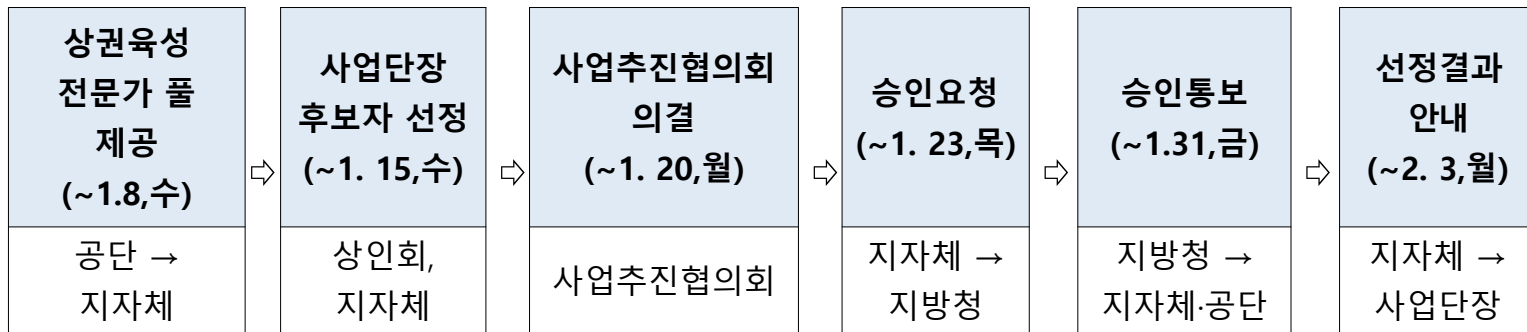 상권육성
전문가 풀
제공
(~1.8,수)
공단 →
지자체
⇨
사업단장
후보자 선정
(~1. 15,수)
상인회,
지자체
⇨
사업추진협의회
의결
(~1. 20,월)
사업추진협의회
⇨
승인요청
(~1. 23,목)
지자체 →
지방청
⇨
승인통보
(~1.31,금)
지방청 →
지자체·공단
⇨
선정결과
안내
(~2. 3,월)
지자체 →
사업단장